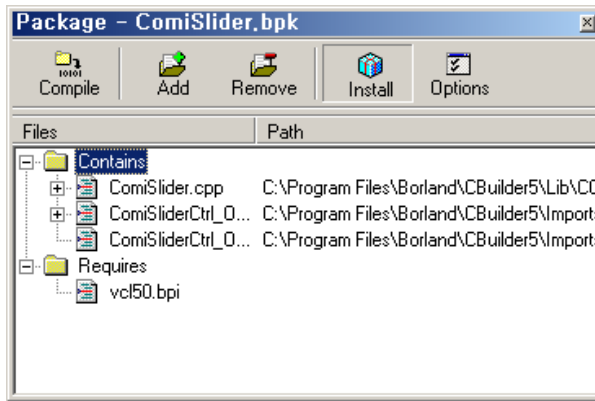 Package - ComiSlider.bpk
Compile Add Remove Install Options
Files Path
Contains
ComiSlider.cpp C:\Program Files\Borland\CBuilder5\Lib\CO
ComiSliderCtrl_O... C:\Program Files\Borland\CBuilder5\Imports
ComiSliderCtrl_O... C:\Program Files\Borland\CBuilder5\Imports
Requires
vcl50.bpi